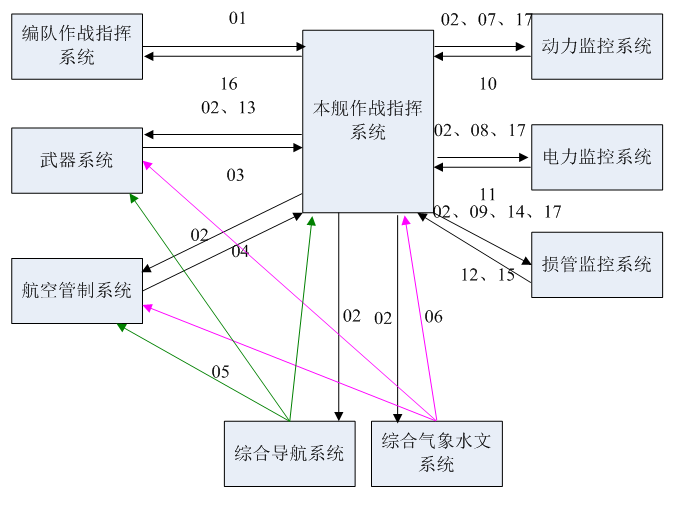 01
02、07、17
编队作战指挥
系统
动力监控系统
16
10
02、13
本舰作战指挥
系统
02、08、17
武器系统
电力监控系统
03
11
02、09、14、17
02
04
航空管制系统
12、15
损管监控系统
02
02
06
05
综合导航系统
综合气象水文
系统